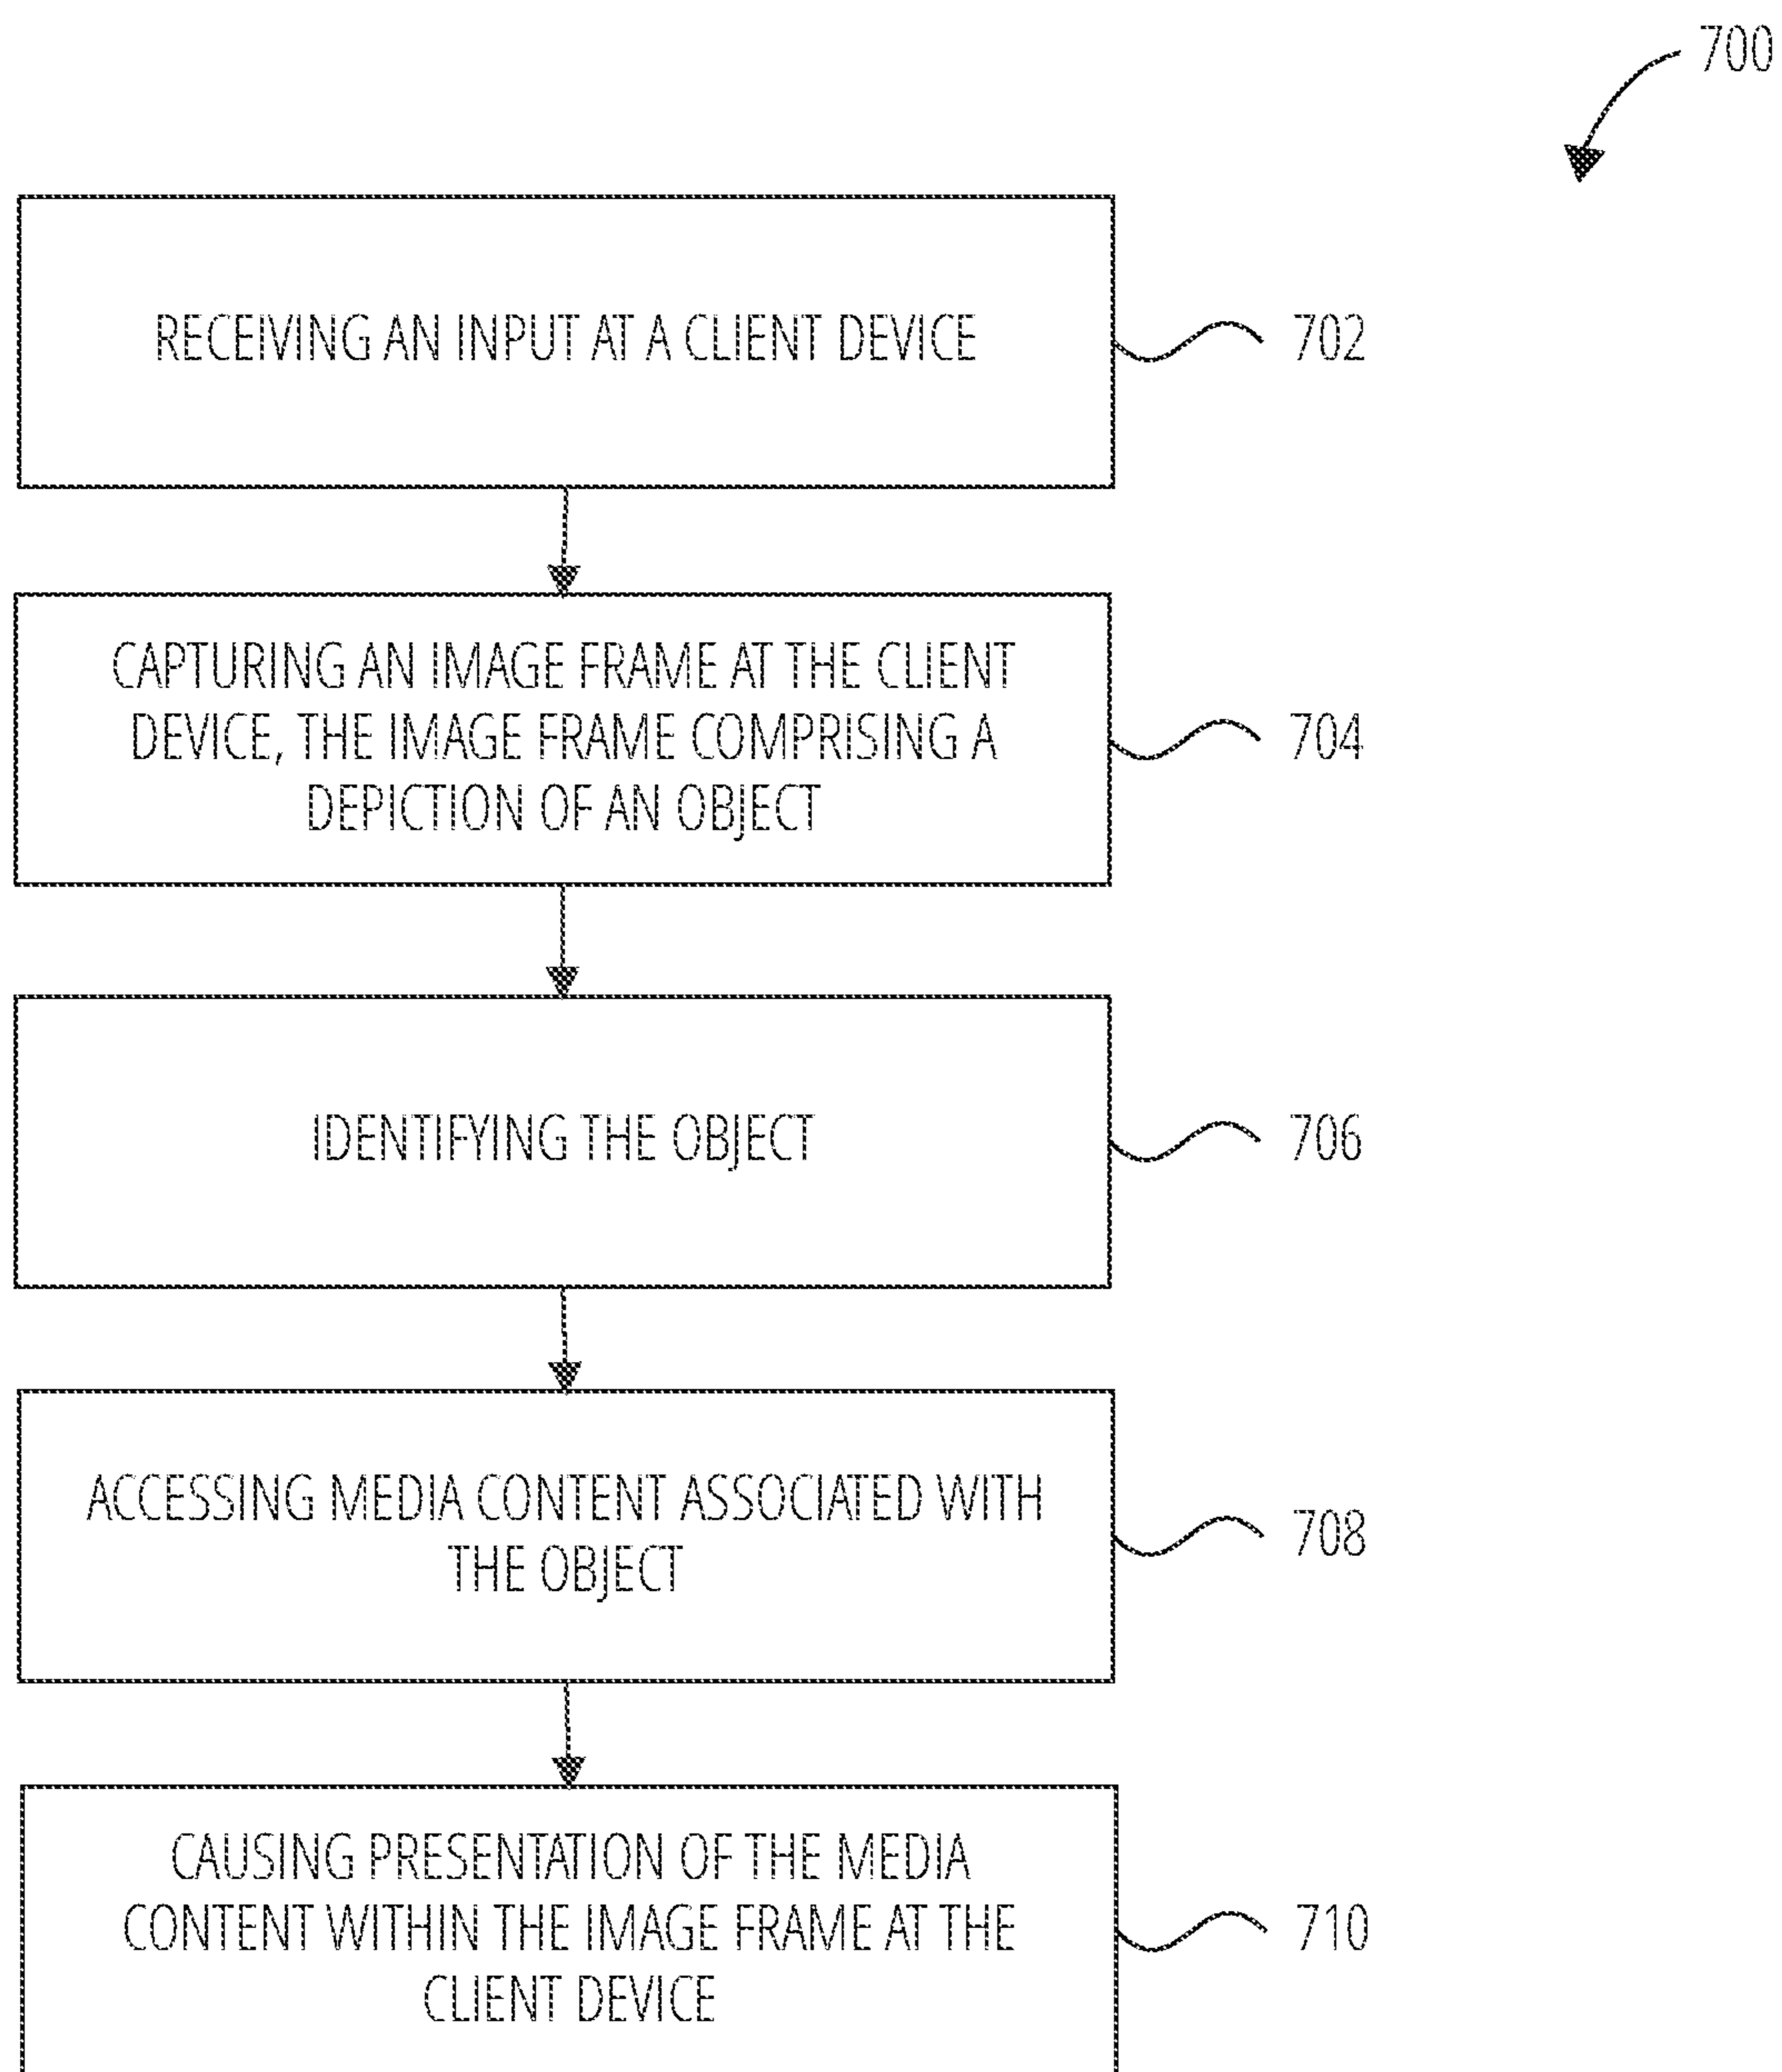 700
RECEIVING AN INPUT AT A CLIENT DEVICE
702
CAPTURING AN IMAGE FRAME AT THE CLIENT
DEVICE, THE IMAGE FRAME COMPRISING A
DEPICTION OF AN OBJECT
704
IDENTIFYING THE OBJECT
706
ACCESSING MEDIA CONTENT ASSOCIATED WITH
THE OBJECT
708
CAUSING PRESENTATION OF THE MEDIA
CONTENT WITHIN THE IMAGE FRAME AT THE
CLIENT DEVICE
710